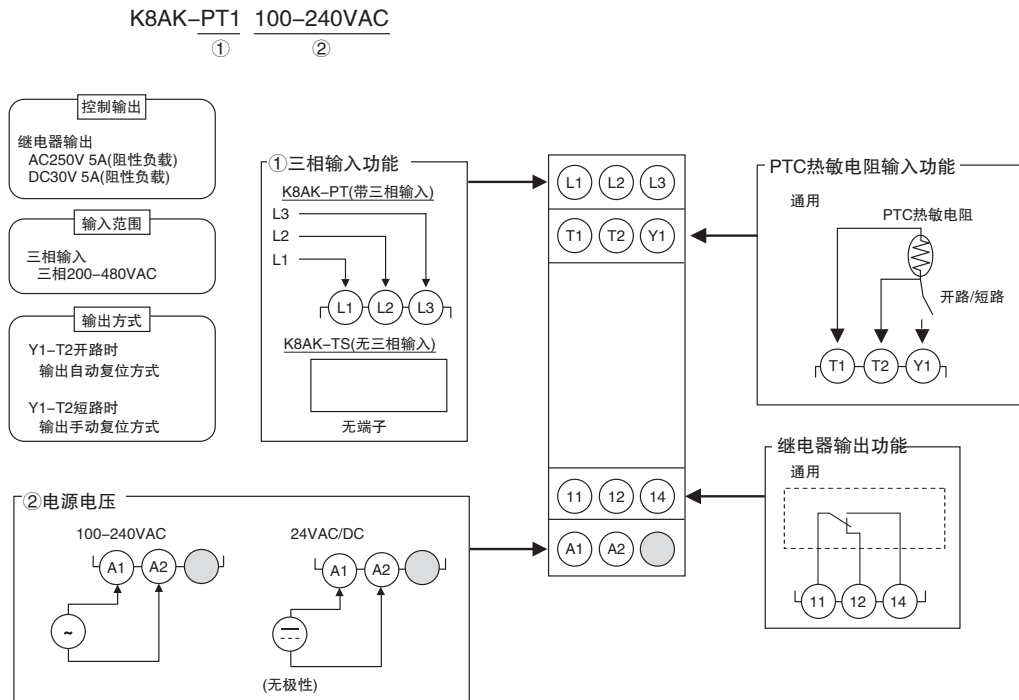 K8AK–PT1 100–240VAC
① ②
控制输出
继电器输出
AC250V 5A(阻性负载)
DC30V 5A(阻性负载)
输入范围
三相输入
三相200–480VAC
输出方式
Y1–T2开路时
输出自动复位方式
Y1–T2短路时
输出手动复位方式
①三相输入功能
K8AK–PT(带三相输入)
L3
L2
L1
L1 L2 L3
K8AK–TS(无三相输入)
无端子
L1 L2 L3
T1 T2 Y1
11 12 14
A1 A2
PTC热敏电阻输入功能
通用
PTC热敏电阻
开路/短路
T1 T2 Y1
继电器输出功能
通用
11 12 14
②电源电压
100–240VAC
A1 A2
~
24VAC/DC
A1 A2
(无极性)